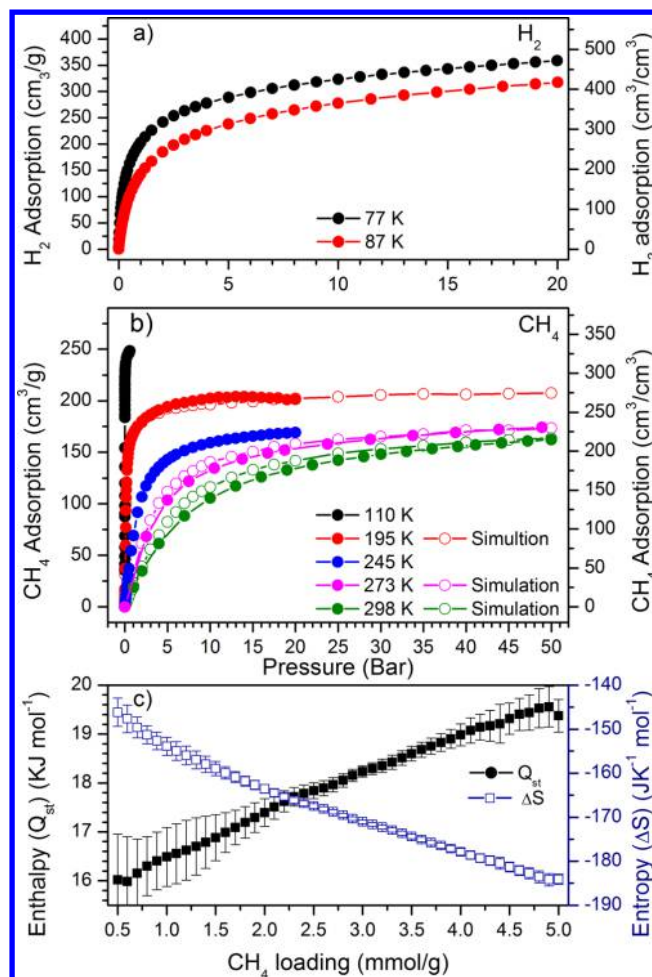 a)
H2
H2 Adsorption (cm3/g)
400
350
300
250
200
150
100
50
0
H2 adsorption (cm3/cm3)
500
400
300
200
100
0
77 K
87 K
0 5 10 15 20
b)
CH4
CH4 Adsorption (cm3/g)
250
200
150
100
50
0
CH4 Adsorption (cm3/cm3)
350
300
250
200
150
100
50
0
110 K
195 K Simultion
245 K
273 K Simulation
298 K Simulation
0 5 10 15 20 25 30 35 40 45 50
Pressure (Bar)
c)
Enthalpy (Qst) (KJ mol-1)
20
19
18
17
16
Entropy (ΔS) (JK-1 mol-1)
-140
-150
-160
-170
-180
-190
Qst
ΔS
0.5 1.0 1.5 2.0 2.5 3.0 3.5 4.0 4.5 5.0
CH4 loading (mmol/g)